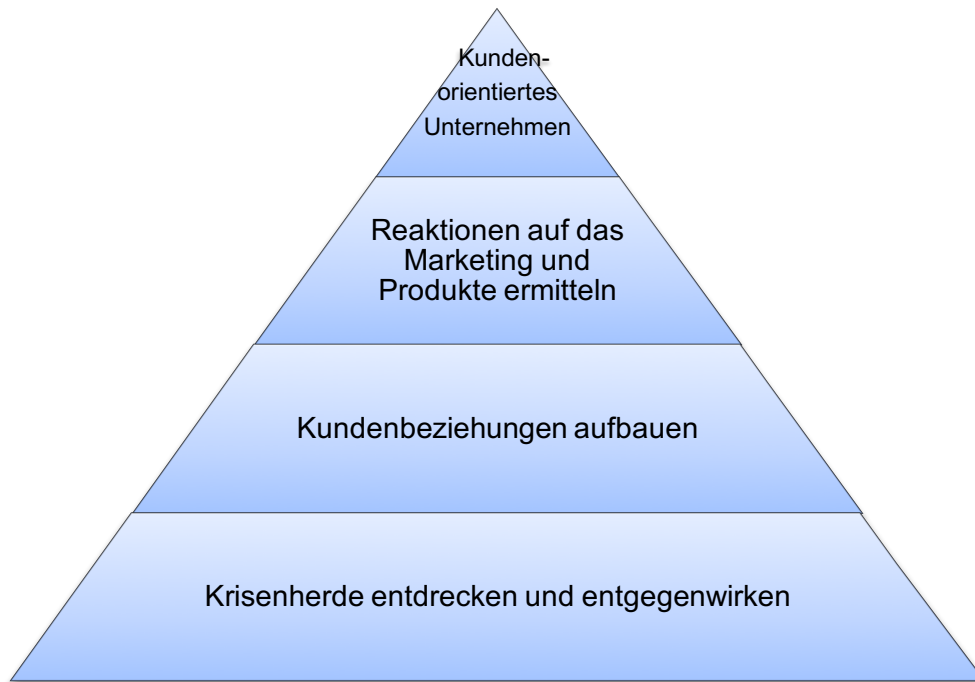 Kunden-
orientiertes
Unternehmen
Reaktionen auf das
Marketing und
Produkte ermitteln
Kundenbeziehungen aufbauen
Krisenherde entdrecken und entgegenwirken